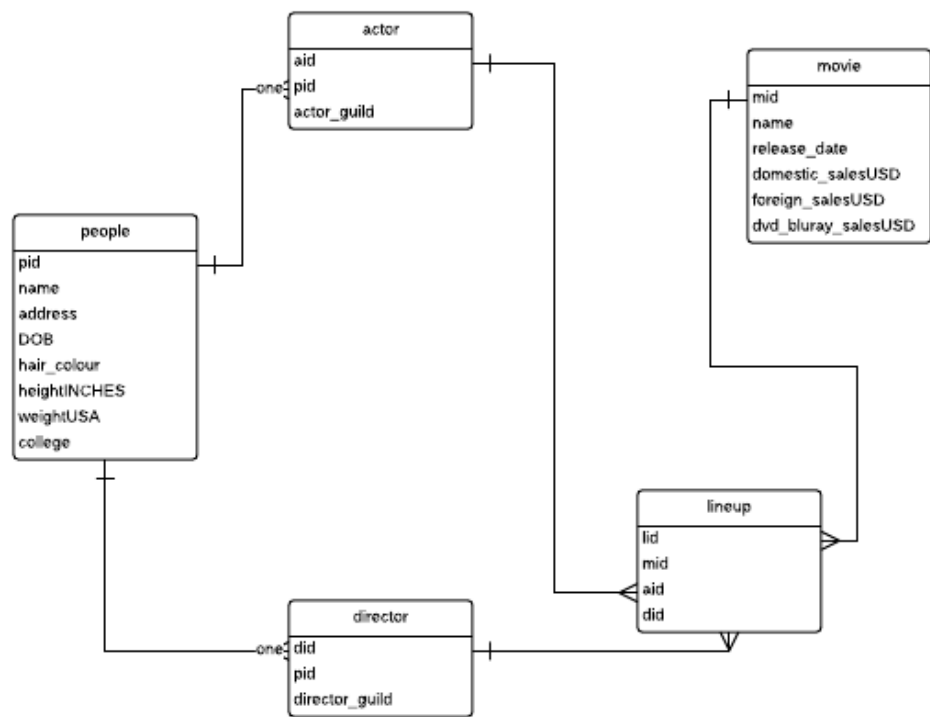 actor
aid
pid
actor_guild
one
movie
mid
name
release_date
domestic_salesUSD
foreign_salesUSD
dvd_bluray_salesUSD
people
pid
name
address
DOB
hair_colour
heightINCHES
weightUSA
college
lineup
lid
mid
aid
did
director
did
pid
director_guild
one